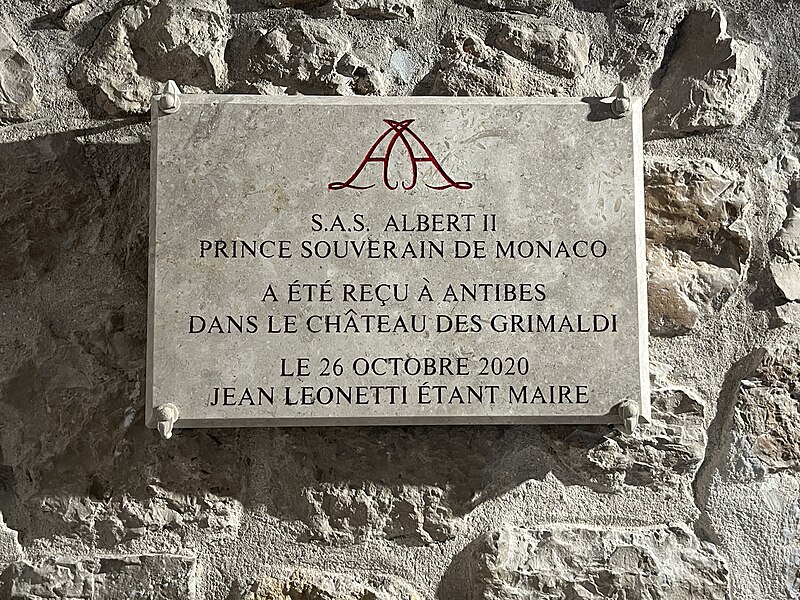 S.A.S. ALBERT II
PRINCE SOUVERAIN DE MONACO
A ÉTÉ REÇU À ANTIBES
DANS LE CHÂTEAU DES GRIMALDI
LE 26 OCTOBRE 2020
JEAN LEONETTI ÉTANT MAIRE